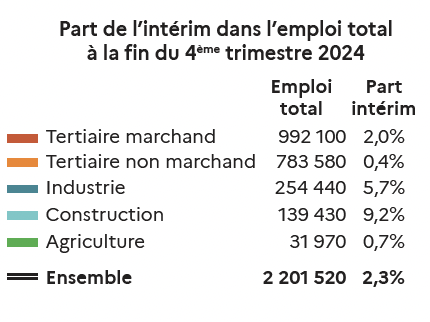 Part de l’intérim dans l’emploi total
à la fin du 4ème trimestre 2024
Emploi total Part intérim
Tertiaire marchand 992 100 2,0%
Tertiaire non marchand 783 580 0,4%
Industrie 254 440 5,7%
Construction 139 430 9,2%
Agriculture 31 970 0,7%
Ensemble 2 201 520 2,3%